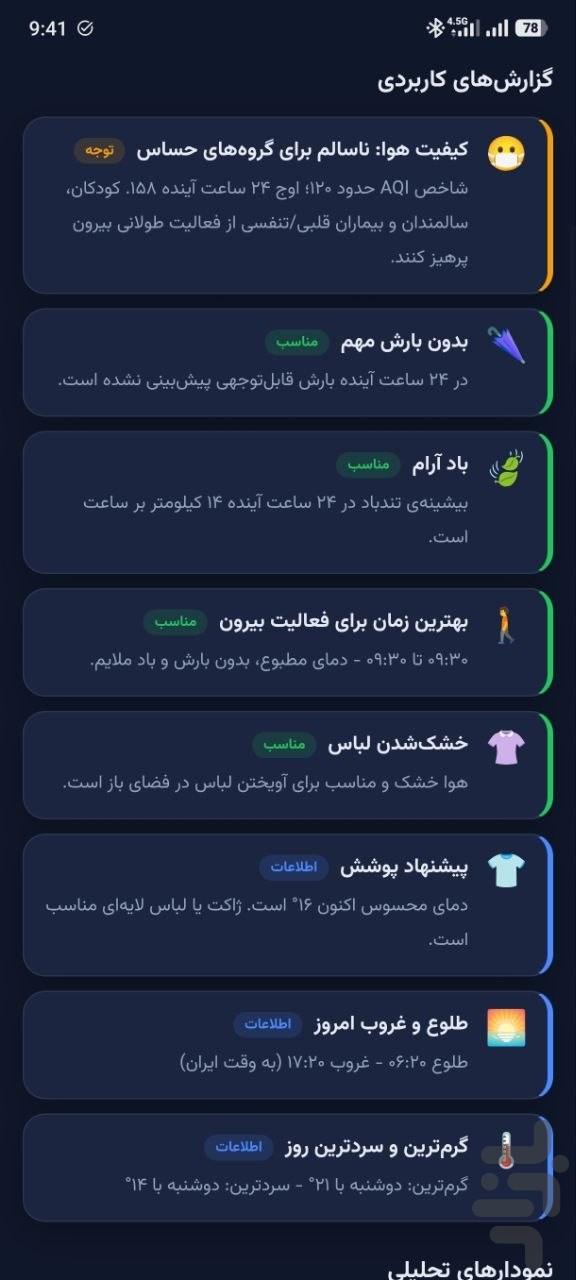 9:41
4.5G
78
گزارش‌های کاربردی
کیفیت هوا: ناسالم برای گروه‌های حساس توجه
شاخص AQI حدود ۱۲۰؛ اوج ۲۴ ساعت آینده ۱۵۸. کودکان،
سالمندان و بیماران قلبی/تنفسی از فعالیت طولانی بیرون
پرهیز کنند.
بدون بارش مهم مناسب
در ۲۴ ساعت آینده بارش قابل‌توجهی پیش‌بینی نشده است.
باد آرام مناسب
بیشینه‌ی تندباد در ۲۴ ساعت آینده ۱۴ کیلومتر بر ساعت
است.
بهترین زمان برای فعالیت بیرون مناسب
۰۹:۳۰ تا ۰۹:۳۰ - دمای مطبوع، بدون بارش و باد ملایم.
خشک‌شدن لباس مناسب
هوا خشک و مناسب برای آویختن لباس در فضای باز است.
پیشنهاد پوشش اطلاعات
دمای محسوس اکنون ۱۶° است. ژاکت یا لباس لایه‌ای مناسب
است.
طلوع و غروب امروز اطلاعات
طلوع ۰۶:۲۰ - غروب ۱۷:۲۰ (به وقت ایران)
گرم‌ترین و سردترین روز اطلاعات
گرم‌ترین: دوشنبه با ۲۱° - سردترین: دوشنبه با ۱۴°
بازار
نمودارهای تحلیلی